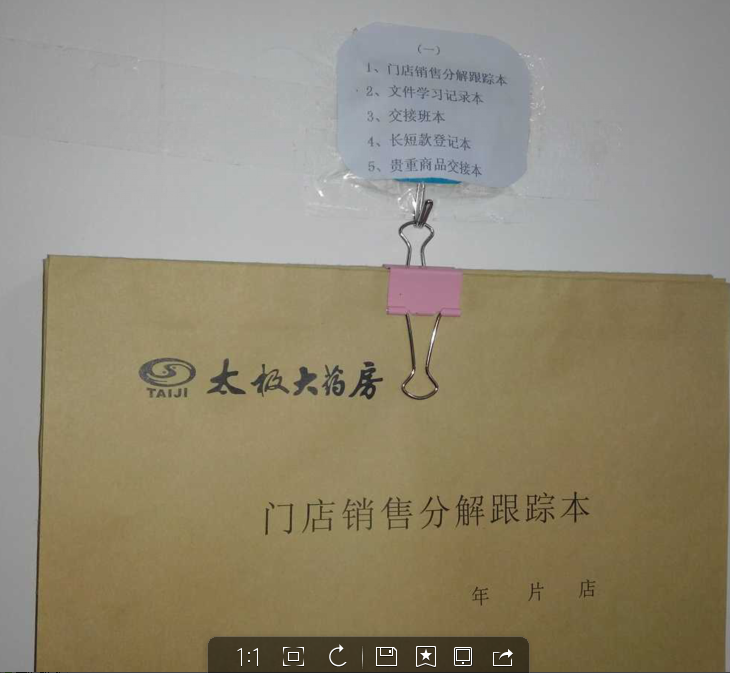 （一）
1、门店销售分解跟踪本
2、文件学习记录本
3、交接班本
4、长短款登记本
5、贵重商品交接本
TAIJI 太极大药房
门店销售分解跟踪本
年 片 店
1:1